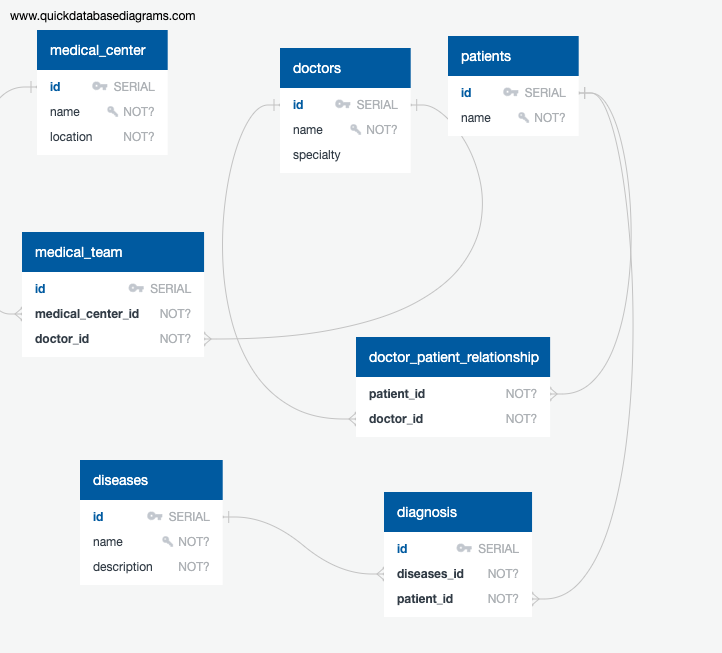 www.quickdatabasediagrams.com
medical_center
id SERIAL
name NOT?
location NOT?
doctors
id SERIAL
name NOT?
specialty
patients
id SERIAL
name NOT?
medical_team
id SERIAL
medical_center_id NOT?
doctor_id NOT?
doctor_patient_relationship
patient_id NOT?
doctor_id NOT?
diseases
id SERIAL
name NOT?
description NOT?
diagnosis
id SERIAL
diseases_id NOT?
patient_id NOT?